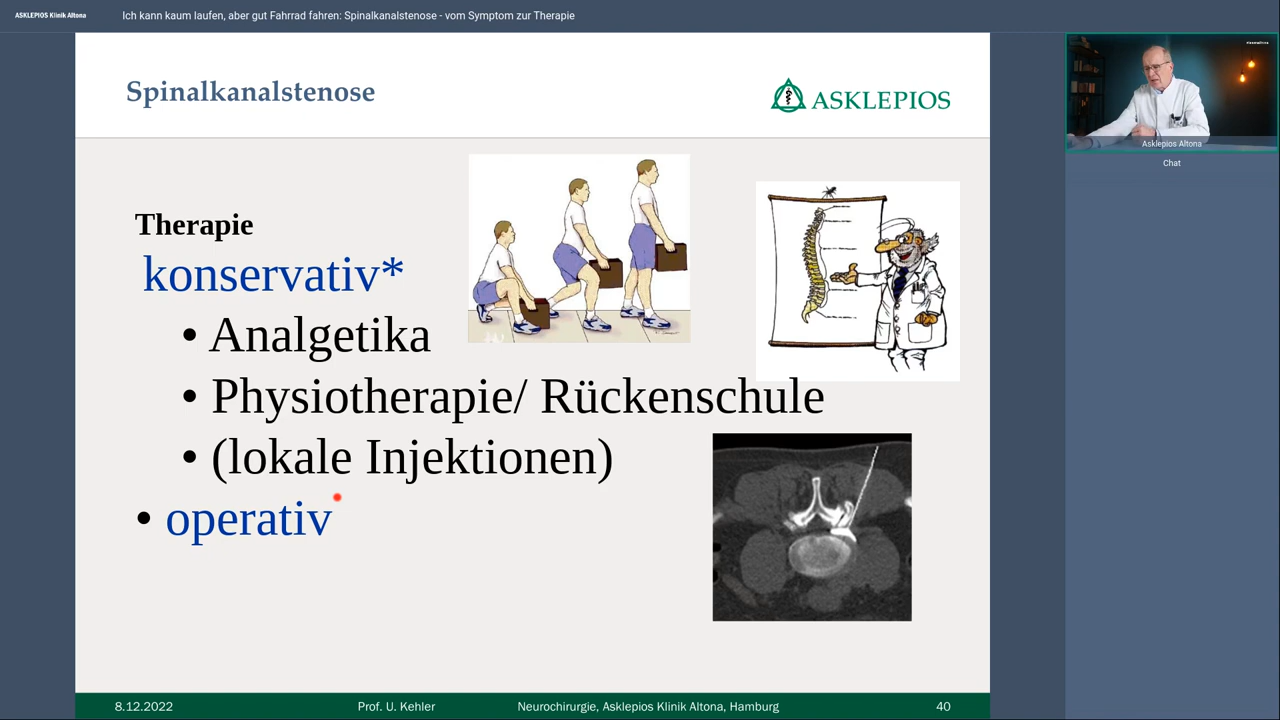 ASKLEPIOS Klinik Altona
Ich kann kaum laufen, aber gut Fahrrad fahren: Spinalkanalstenose - vom Symptom zur Therapie
Spinalkanalstenose
ASKLEPIOS
Therapie
konservativ*
• Analgetika
• Physiotherapie/ Rückenschule
• (lokale Injektionen)
• operativ
8.12.2022
Prof. U. Kehler
Neurochirurgie, Asklepios Klinik Altona, Hamburg
40
Asklepios Altona
Chat